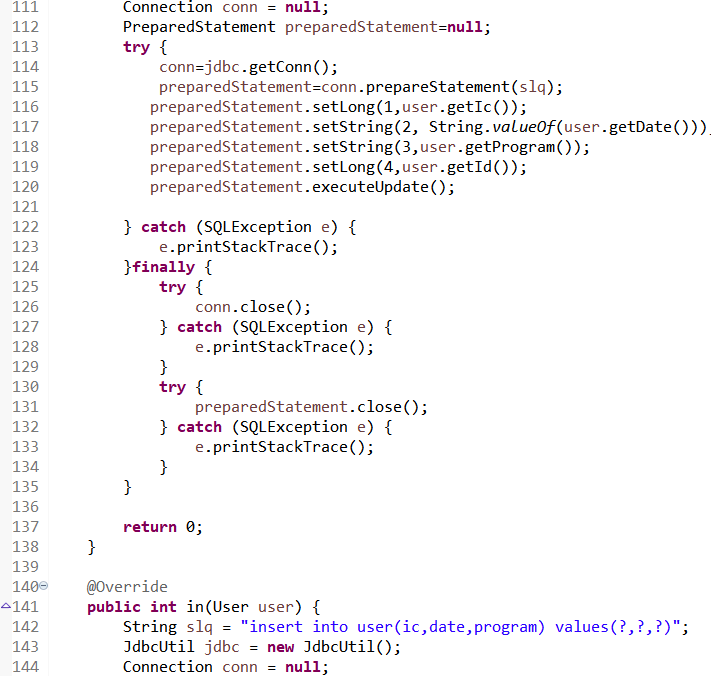 111 Connection conn = null;
112 PreparedStatement preparedStatement=null;
113 try {
114 conn=jdbc.getConn();
115 preparedStatement=conn.prepareStatement(slq);
116 preparedStatement.setLong(1,user.getIc());
117 preparedStatement.setString(2, String.valueOf(user.getDate()));
118 preparedStatement.setString(3,user.getProgram());
119 preparedStatement.setLong(4,user.getId());
120 preparedStatement.executeUpdate();
121
122 } catch (SQLException e) {
123 e.printStackTrace();
124 }finally {
125 try {
126 conn.close();
127 } catch (SQLException e) {
128 e.printStackTrace();
129 }
130 try {
131 preparedStatement.close();
132 } catch (SQLException e) {
133 e.printStackTrace();
134 }
135 }
136
137 return 0;
138 }
139
140 @Override
141 public int in(User user) {
142 String slq = "insert into user(ic,date,program) values(?,?,?)";
143 JdbcUtil jdbc = new JdbcUtil();
144 Connection conn = null;